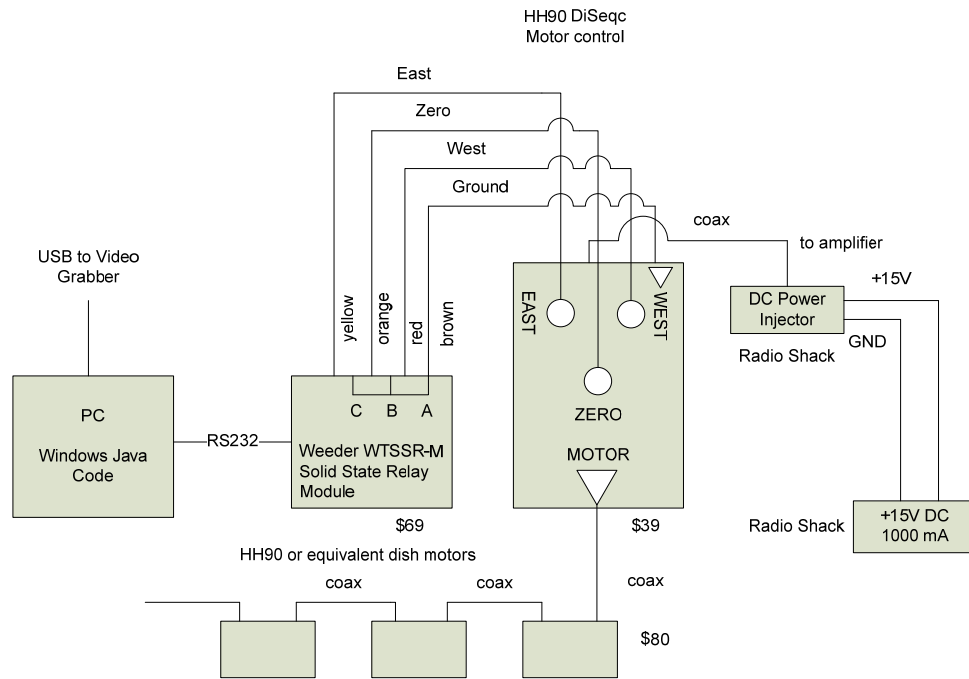 HH90 DiSeqc
Motor control
East
Zero
West
Ground
coax
to amplifier
USB to Video
Grabber
+15V
DC Power
Injector
GND
Radio Shack
yellow
orange
red
brown
EAST
WEST
ZERO
MOTOR
C B A
PC
Windows Java
Code
RS232
Weeder WTSSR-M
Solid State Relay
Module
$69
$39
Radio Shack
+15V DC
1000 mA
HH90 or equivalent dish motors
coax
coax
coax
$80